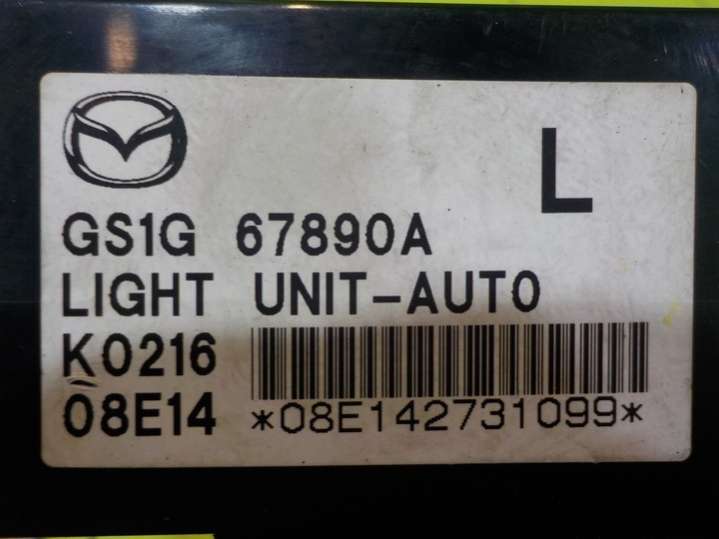 L
GS1G 67890A
LIGHT UNIT-AUTO
K0216
08E14 *08E142731099*